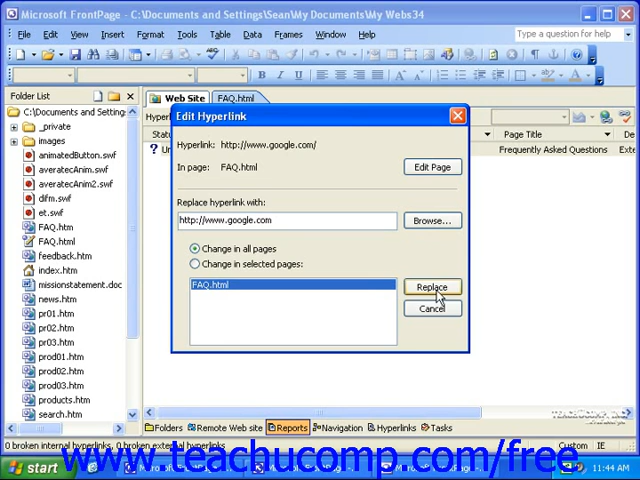 Microsoft FrontPage - C:\Documents and Settings\Sean\My Documents\My Webs34
File Edit View Insert Format Tools Table Data Frames Window Help
Type a question for help
Folder List
Web Site FAQ.html
C:\Documents and Settings
_private
images
animatedButton.swf
averatecAnim.swf
averatecAnim2.swf
difm.swf
et.swf
FAQ.htm
FAQ.html
feedback.htm
index.htm
missionstatement.doc
news.htm
pr01.htm
pr02.htm
pr03.htm
prod01.htm
prod02.htm
prod03.htm
products.htm
search.htm
Page Title
Frequently Asked Questions
Edit Hyperlink
Hyperlink: http://www.google.com/
In page: FAQ.html
Edit Page
Replace hyperlink with:
http://www.google.com
Browse...
Change in all pages
Change in selected pages:
FAQ.html
Replace
Cancel
Folders Remote Web site Reports Navigation Hyperlinks Tasks
0 broken internal hyperlinks, 0 broken external hyperlinks
Custom IE
www.teachucomp.com/free
start
11:44 AM